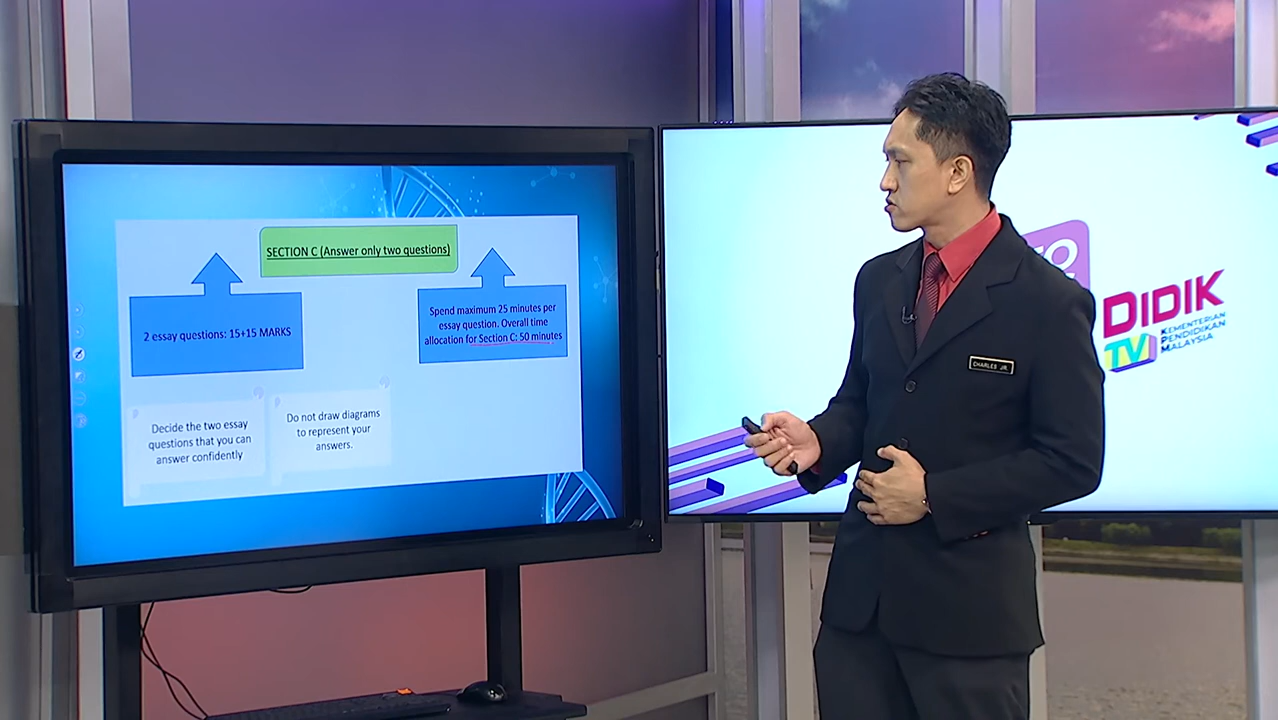 SECTION C (Answer only two questions)
2 essay questions: 15+15 MARKS
Spend maximum 25 minutes per
essay question. Overall time
allocation for Section C: 50 minutes
Decide the two essay
questions that you can
answer confidently
Do not draw diagrams
to represent your
answers.
CHARLES JR.
DIDIK
TV
KEMENTERIAN
PENDIDIKAN
MALAYSIA